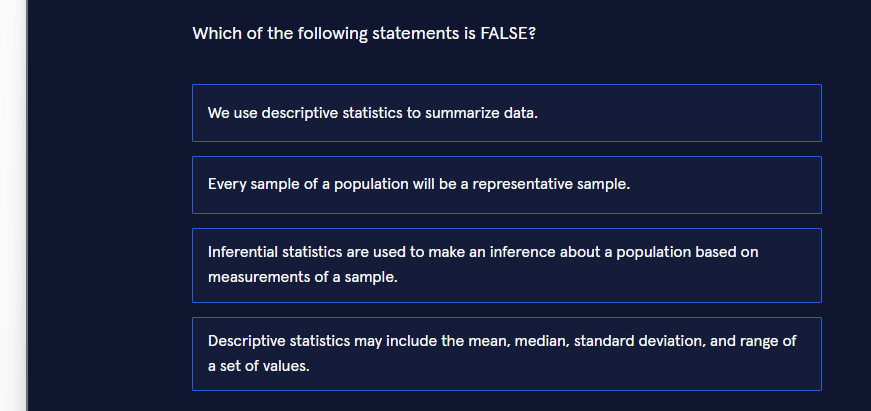 Which of the following statements is FALSE?
We use descriptive statistics to summarize data.
Every sample of a population will be a representative sample.
Inferential statistics are used to make an inference about a population based on
measurements of a sample.
Descriptive statistics may include the mean, median, standard deviation, and range of
a set of values.